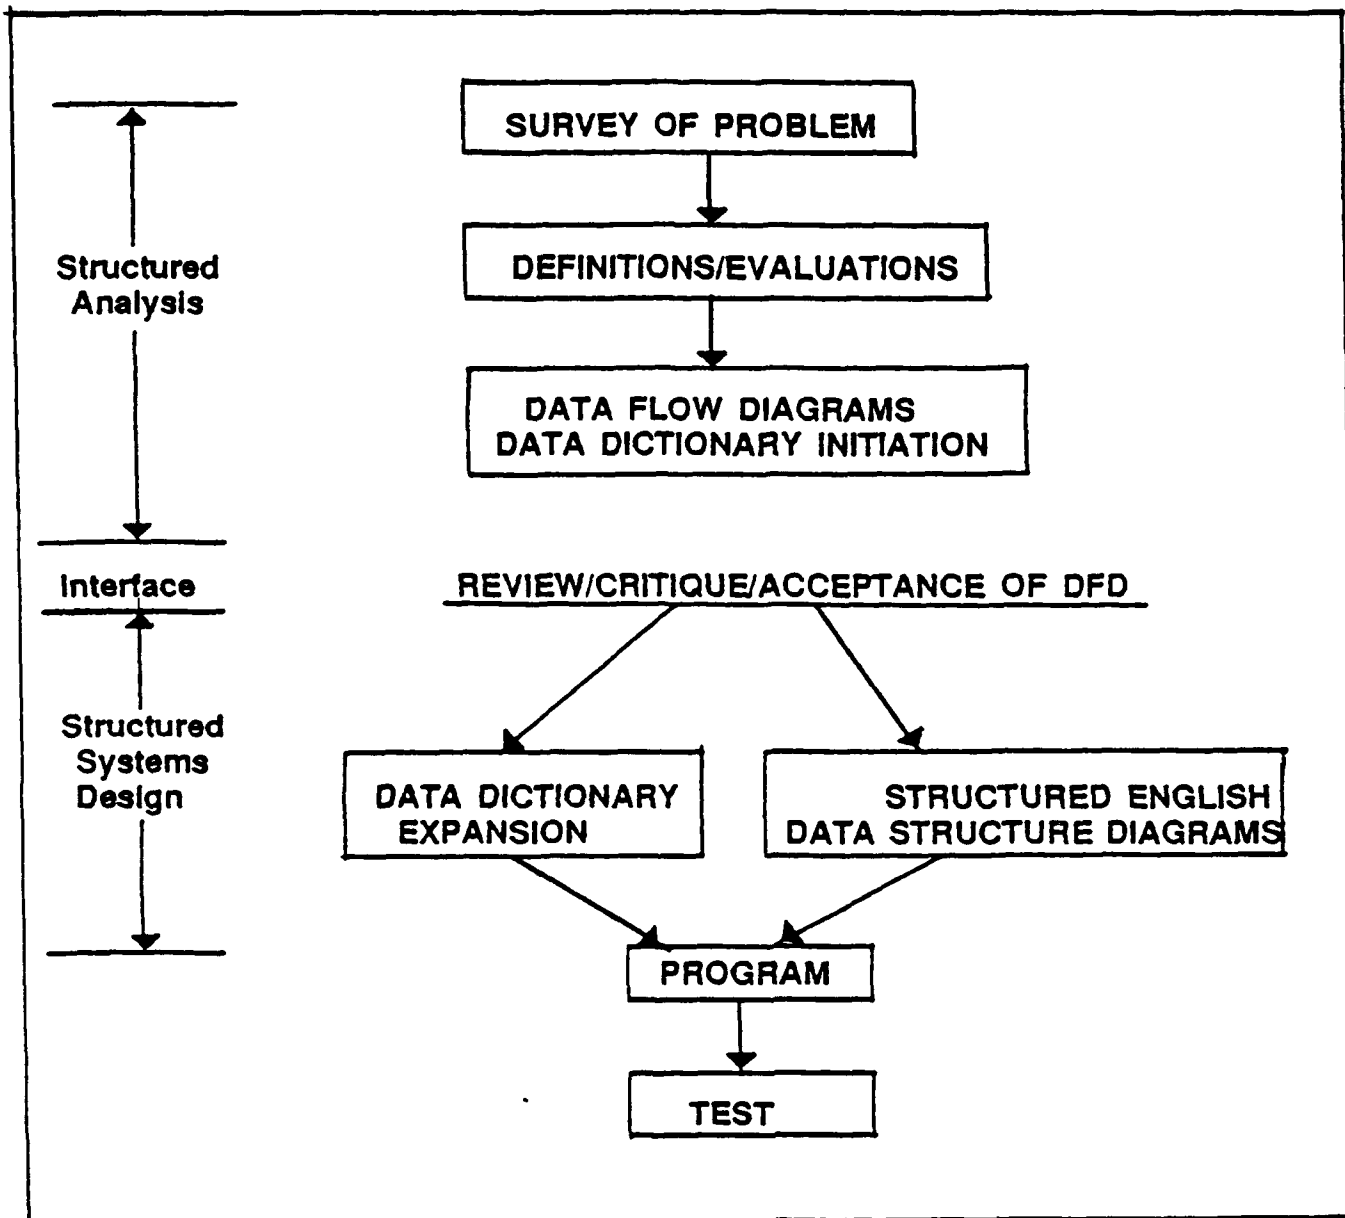 SURVEY OF PROBLEM
DEFINITIONS/EVALUATIONS
Structured
Analysis
DATA FLOW DIAGRAMS
DATA DICTIONARY INITIATION
Interface
REVIEW/CRITIQUE/ACCEPTANCE OF DFD
Structured
Systems
Design
DATA DICTIONARY
EXPANSION
STRUCTURED ENGLISH
DATA STRUCTURE DIAGRAMS
PROGRAM
TEST